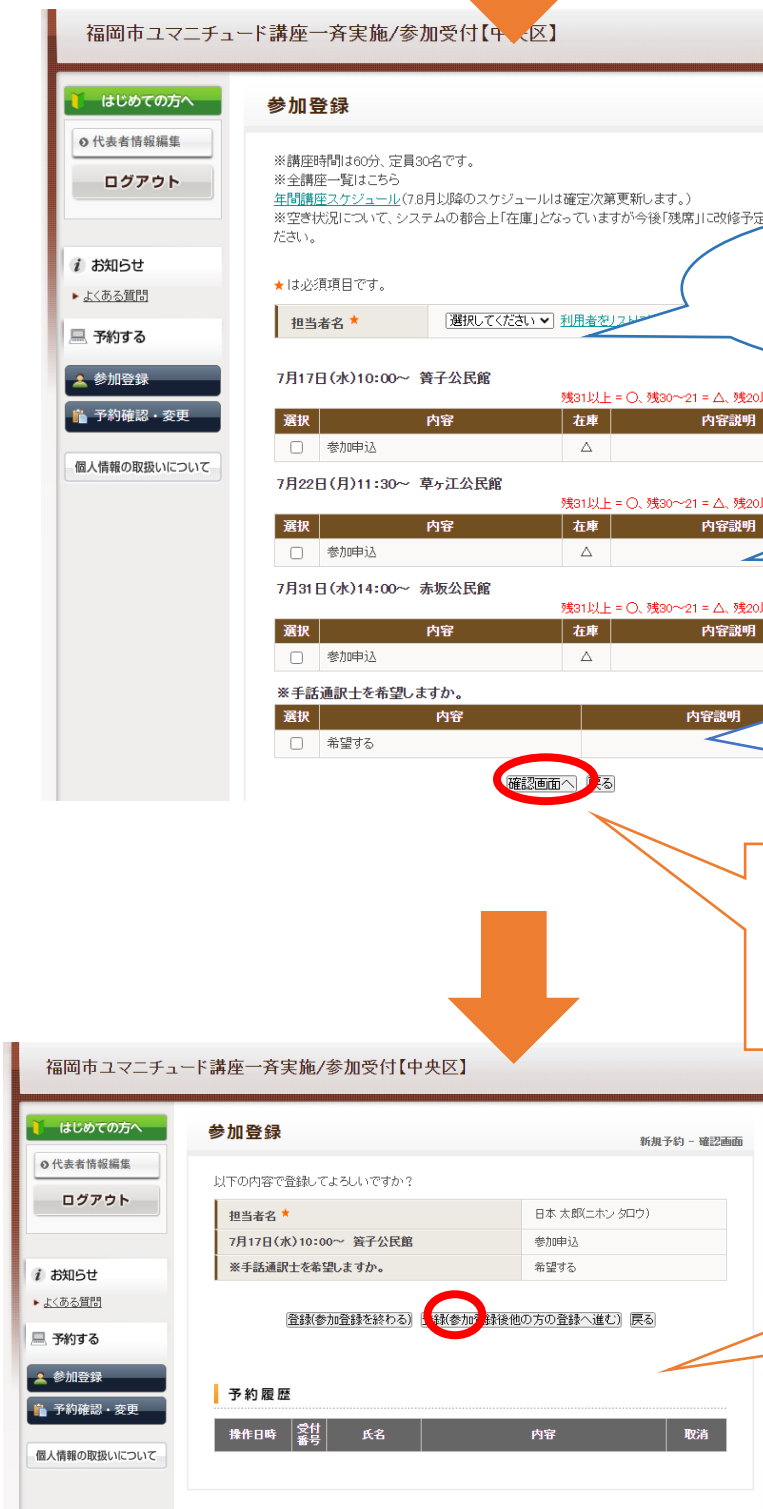 福岡市ユマニチュード講座一斉実施/参加受付【中央区】
はじめての方へ
代表者情報編集
ログアウト
お知らせ
よくある質問
予約する
参加登録
予約確認・変更
個人情報の取扱いについて
参加登録
※講座時間は60分、定員30名です。
※全講座一覧はこちら
年間講座スケジュール(7.8月以降のスケジュールは確定次第更新します。)
※空き状況について、システムの都合上「在庫」となっていますが今後「残席」に改修予定
ださい。
★は必須項目です。
担当者名 ★ 選択してください 利用者をリスト
7月17日(水)10:00～ 簀子公民館
残31以上 = 〇、残30～21 = △、残20
選択 内容 在庫 内容説明
参加申込 △
7月22日(月)11:30～ 草ヶ江公民館
残31以上 = 〇、残30～21 = △、残20
選択 内容 在庫 内容説明
参加申込 △
7月31日(水)14:00～ 赤坂公民館
残31以上 = 〇、残30～21 = △、残20
選択 内容 在庫 内容説明
参加申込 △
※手話通訳士を希望しますか。
選択 内容 内容説明
希望する
確認画面へ 戻る
福岡市ユマニチュード講座一斉実施/参加受付【中央区】
はじめての方へ
代表者情報編集
ログアウト
お知らせ
よくある質問
予約する
参加登録
予約確認・変更
個人情報の取扱いについて
参加登録
新規予約 - 確認画面
以下の内容で登録してよろしいですか？
担当者名 ★ 日本 太郎(ニホン タロウ)
7月17日(水)10:00～ 簀子公民館 参加申込
※手話通訳士を希望しますか。 希望する
登録(参加登録を終わる) 登録(参加登録後他の方の登録へ進む) 戻る
予約履歴
操作日時 受付番号 氏名 内容 取消